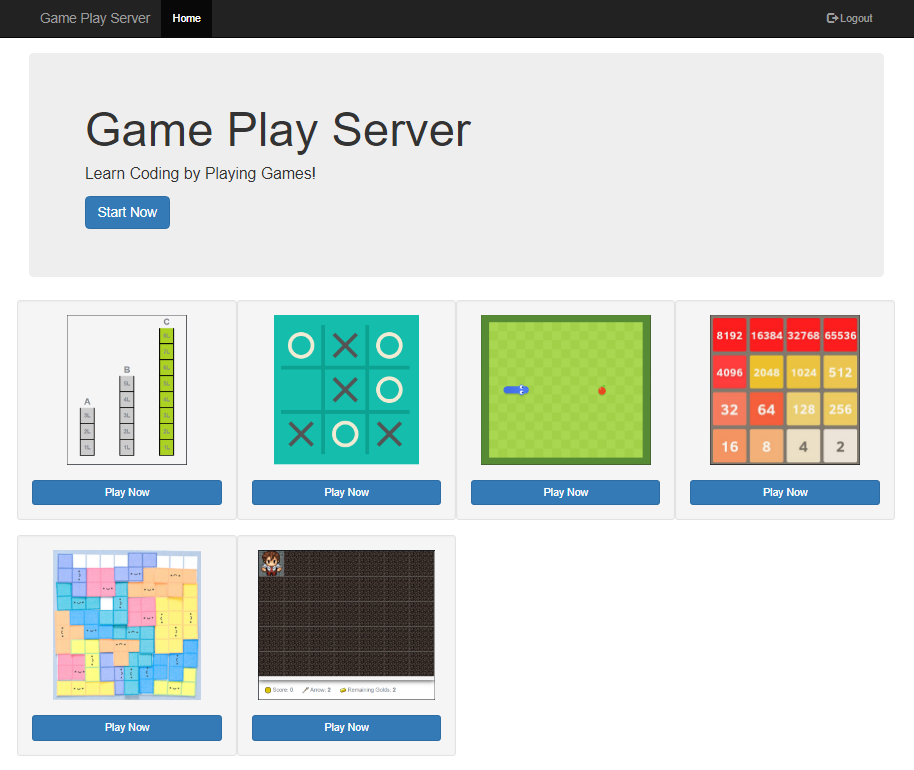 Game Play Server
Home
Logout
Game Play Server
Learn Coding by Playing Games!
Start Now
A
B
C
Play Now
Play Now
Play Now
8192 16384 32768 65536
4096 2048 1024 512
32 64 128 256
16 8 4 2
Play Now
Score: 0 Arrow: 2 Remaining Golds: 2
Play Now
Play Now